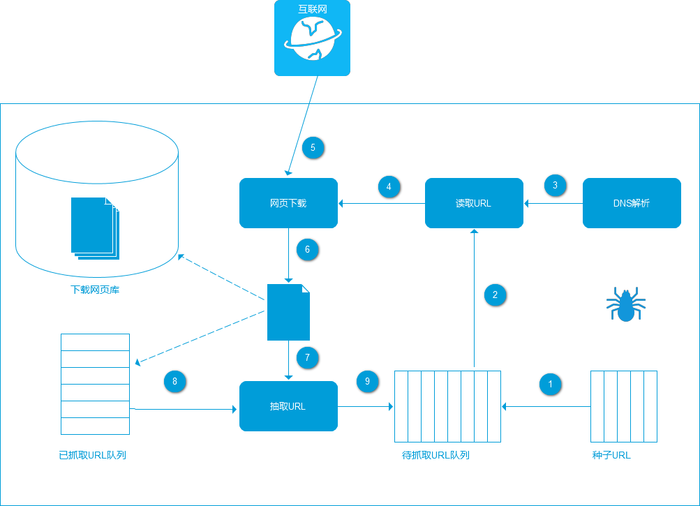 互联网
5
网页下载
4
读取URL
3
DNS解析
6
下载网页库
2
7
8
抽取URL
9
1
已抓取URL队列
待抓取URL队列
种子URL